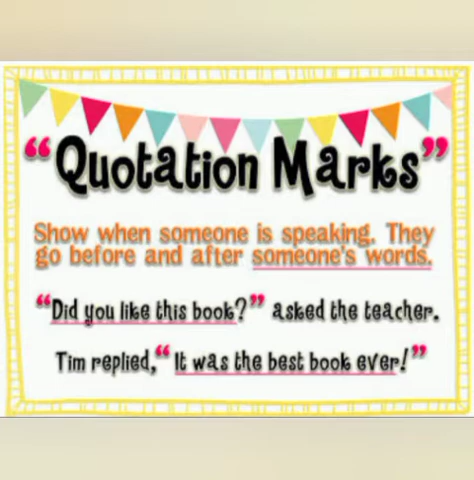 “Quotation Marks”
Show when someone is speaking. They
go before and after someone's words.
“Did you like this book?” asked the teacher.
Tim replied, “It was the best book ever!”